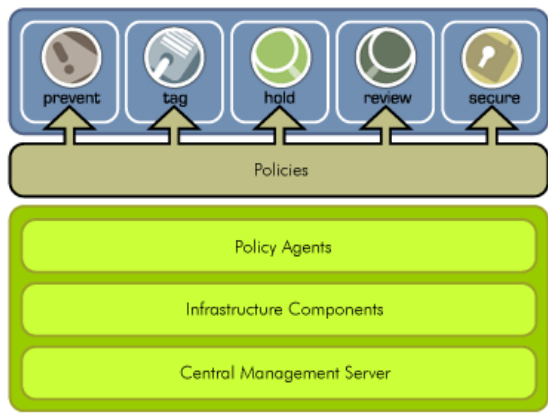 prevent tag hold review secure
Policies
Policy Agents
Infrastructure Components
Central Management Server